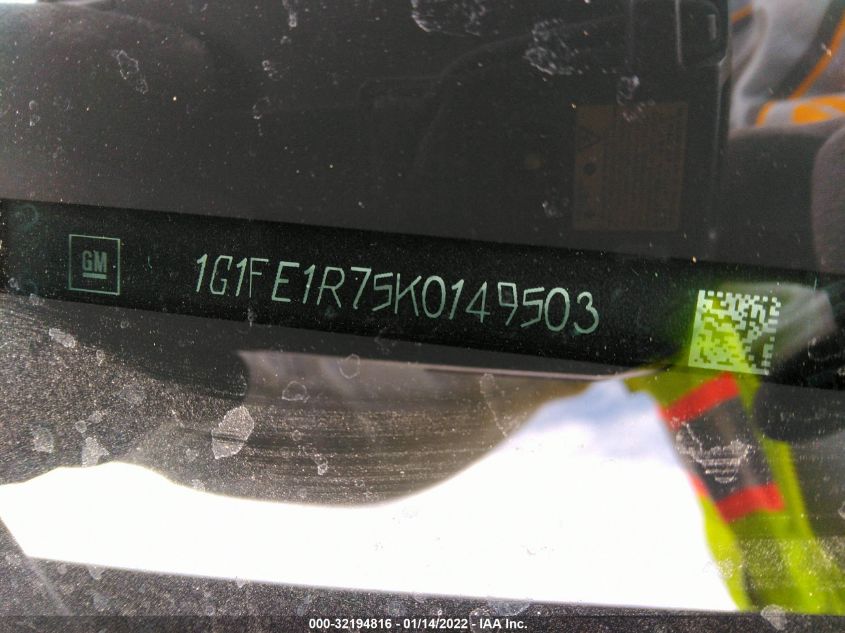 GM 1G1FE1R75K0149503
000-32194816 - 01/14/2022 - IAA Inc.